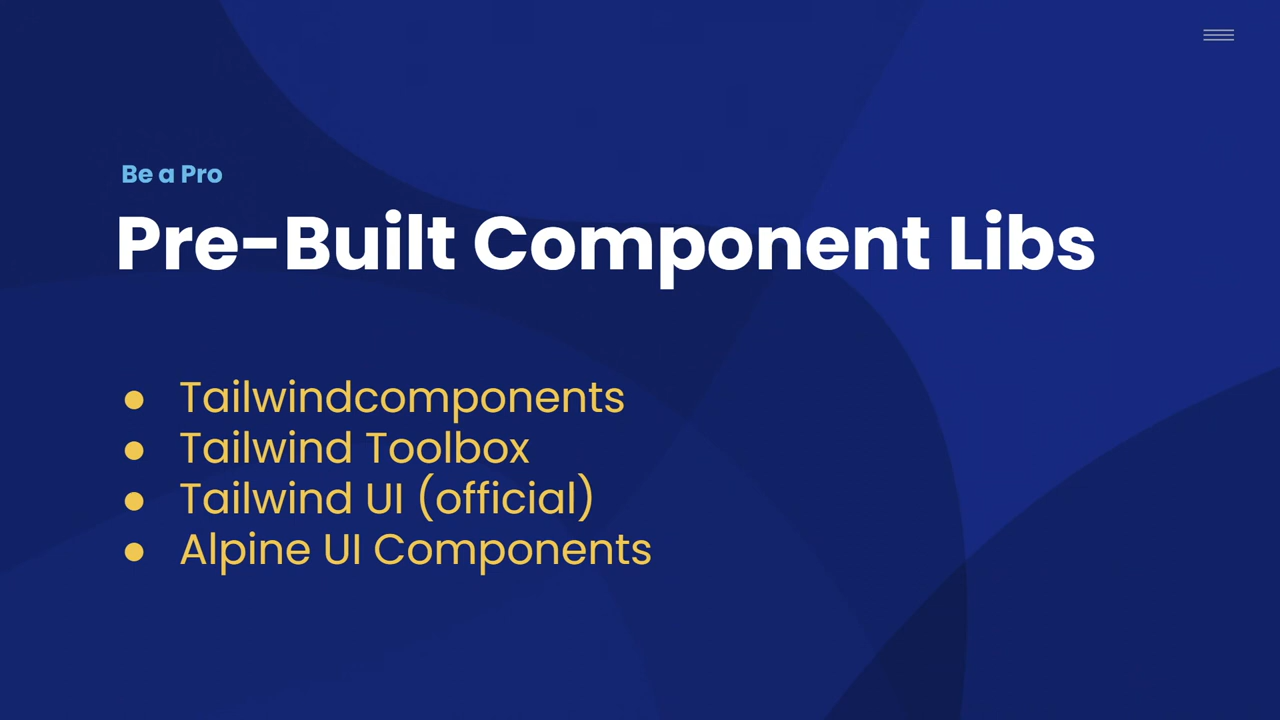 Be a Pro
Pre-Built Component Libs
● Tailwindcomponents
● Tailwind Toolbox
● Tailwind UI (official)
● Alpine UI Components